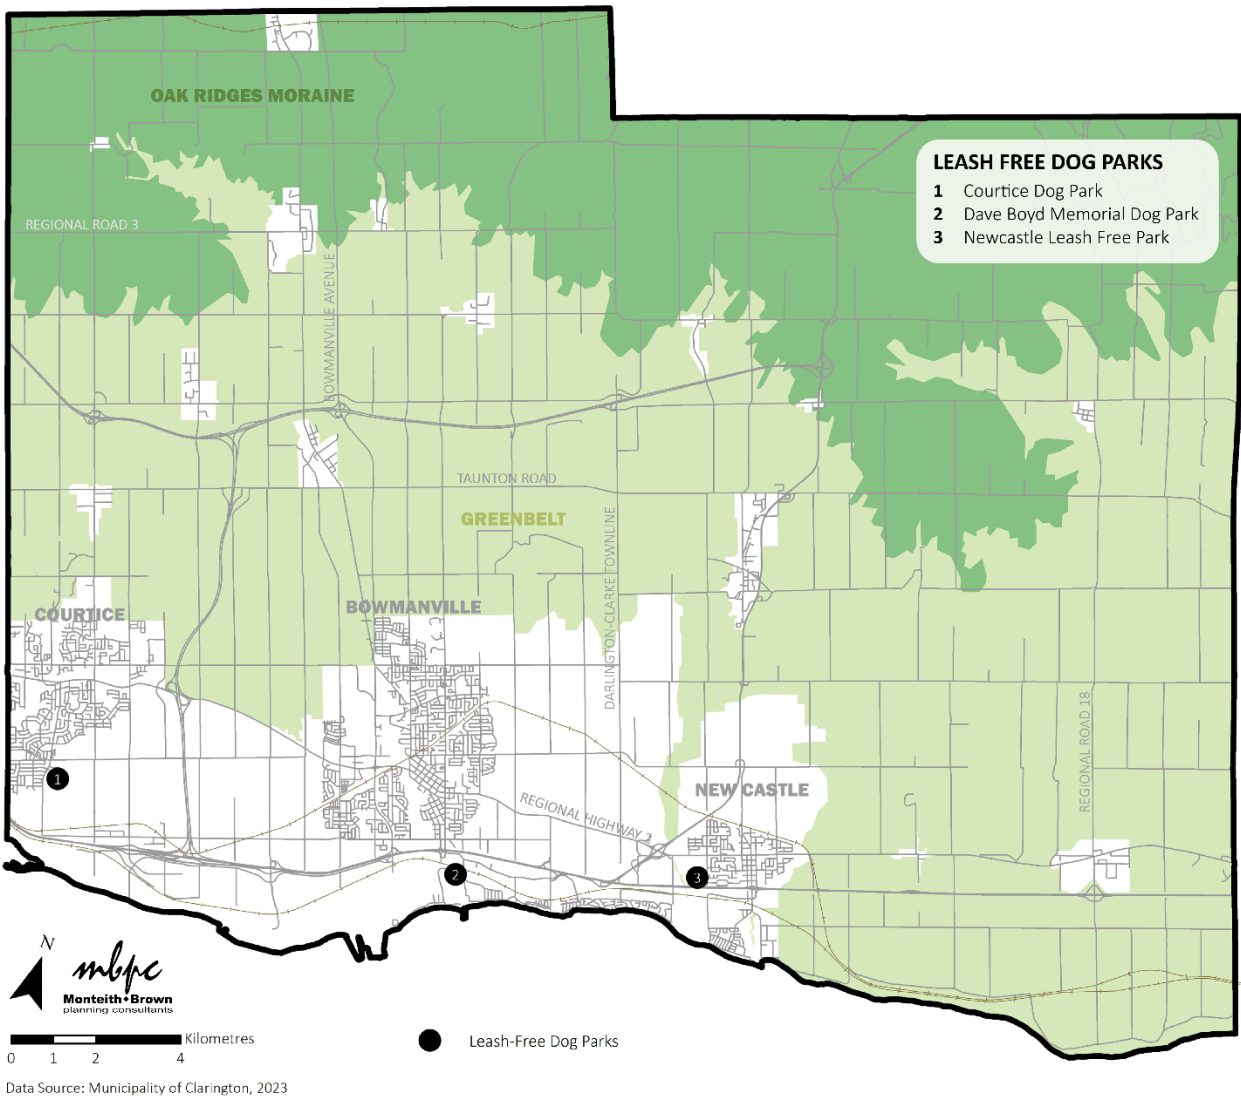 OAK RIDGES MORAINE
LEASH FREE DOG PARKS
1 Courtice Dog Park
2 Dave Boyd Memorial Dog Park
3 Newcastle Leash Free Park
REGIONAL ROAD 3
BOWMANVILLE AVENUE
TAUNTON ROAD
GREENBELT
DARLINGTON-CLARKE TOWNLINE
COURTICE
BOWMANVILLE
REGIONAL ROAD 18
1
NEW CASTLE
REGIONAL HIGHWAY 2
2
3
N
mbpc
Monteith+Brown
planning consultants
Kilometres
0 1 2 4
Leash-Free Dog Parks
Data Source: Municipality of Clarington, 2023